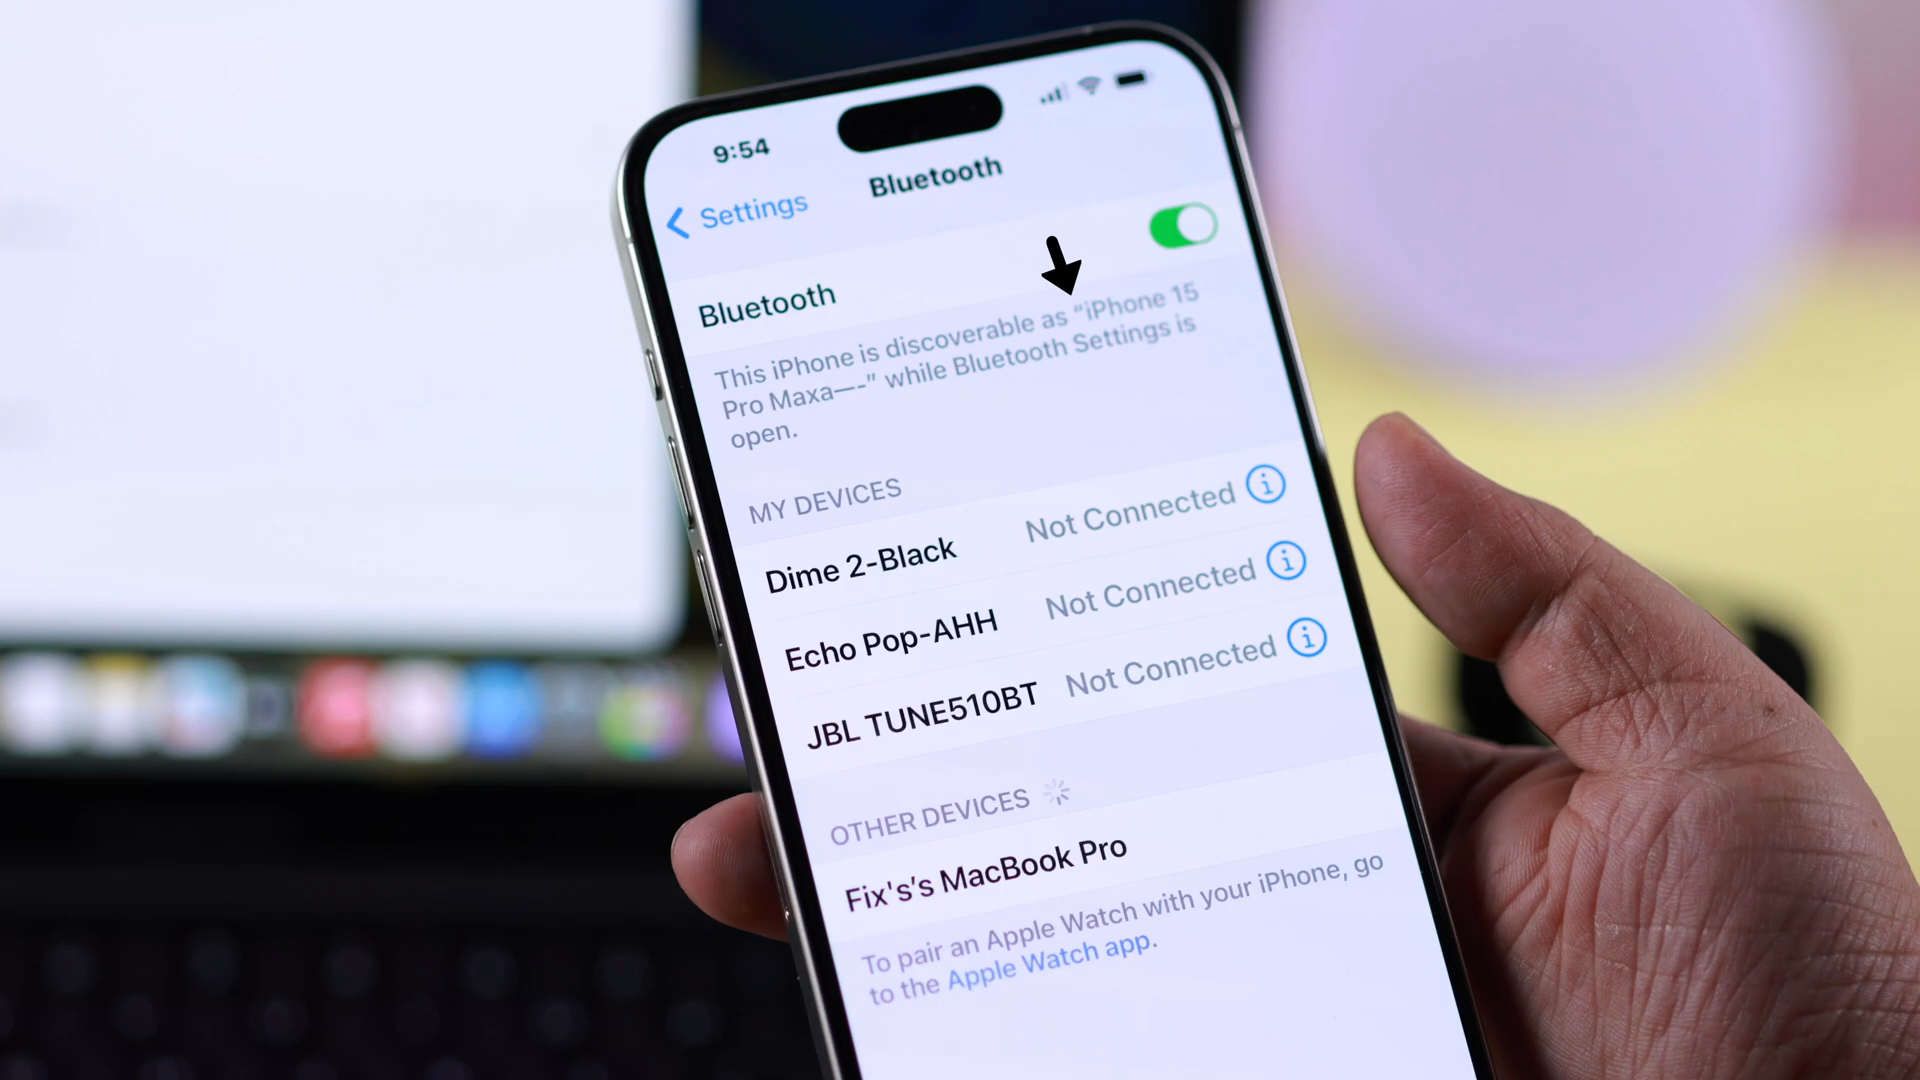 9:54
Settings
Bluetooth
Bluetooth
This iPhone is discoverable as “iPhone 15
Pro Maxa—-” while Bluetooth Settings is
open.
MY DEVICES
Dime 2-Black Not Connected
Echo Pop-AHH Not Connected
JBL TUNE510BT Not Connected
OTHER DEVICES
Fix's's MacBook Pro
To pair an Apple Watch with your iPhone, go
to the Apple Watch app.